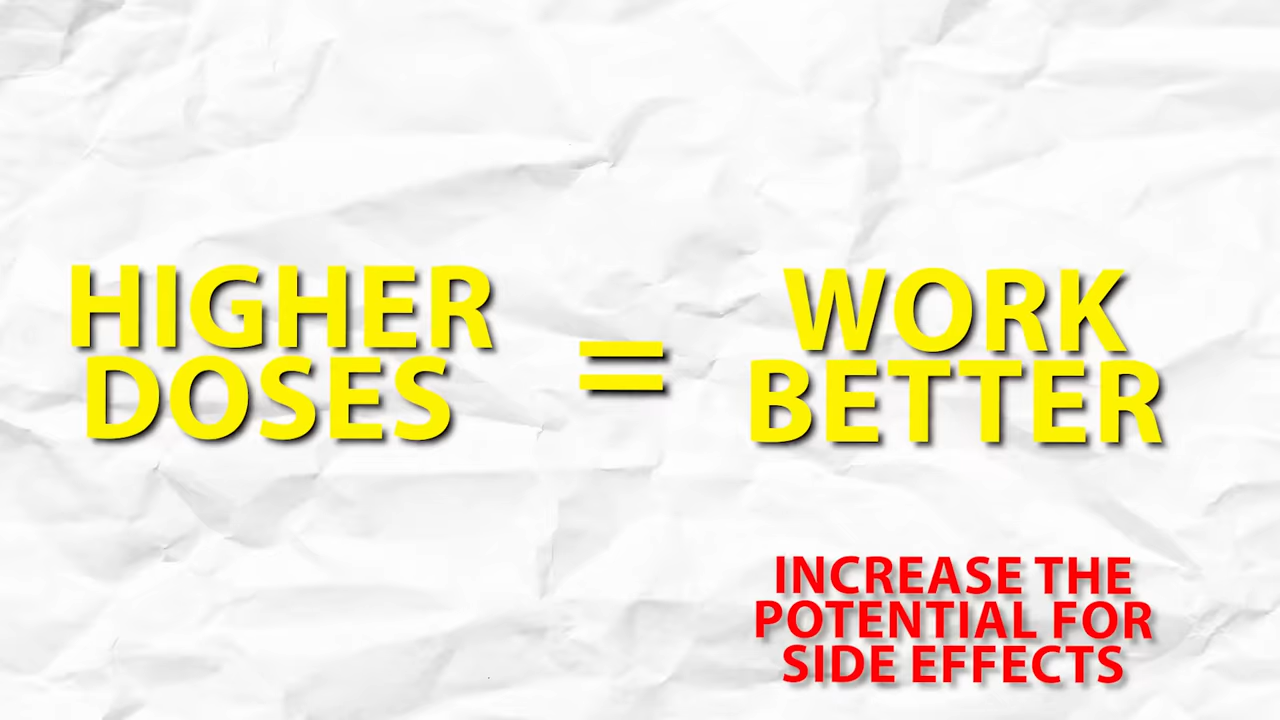 HIGHER
DOSES
=
WORK
BETTER
INCREASE THE
POTENTIAL FOR
SIDE EFFECTS